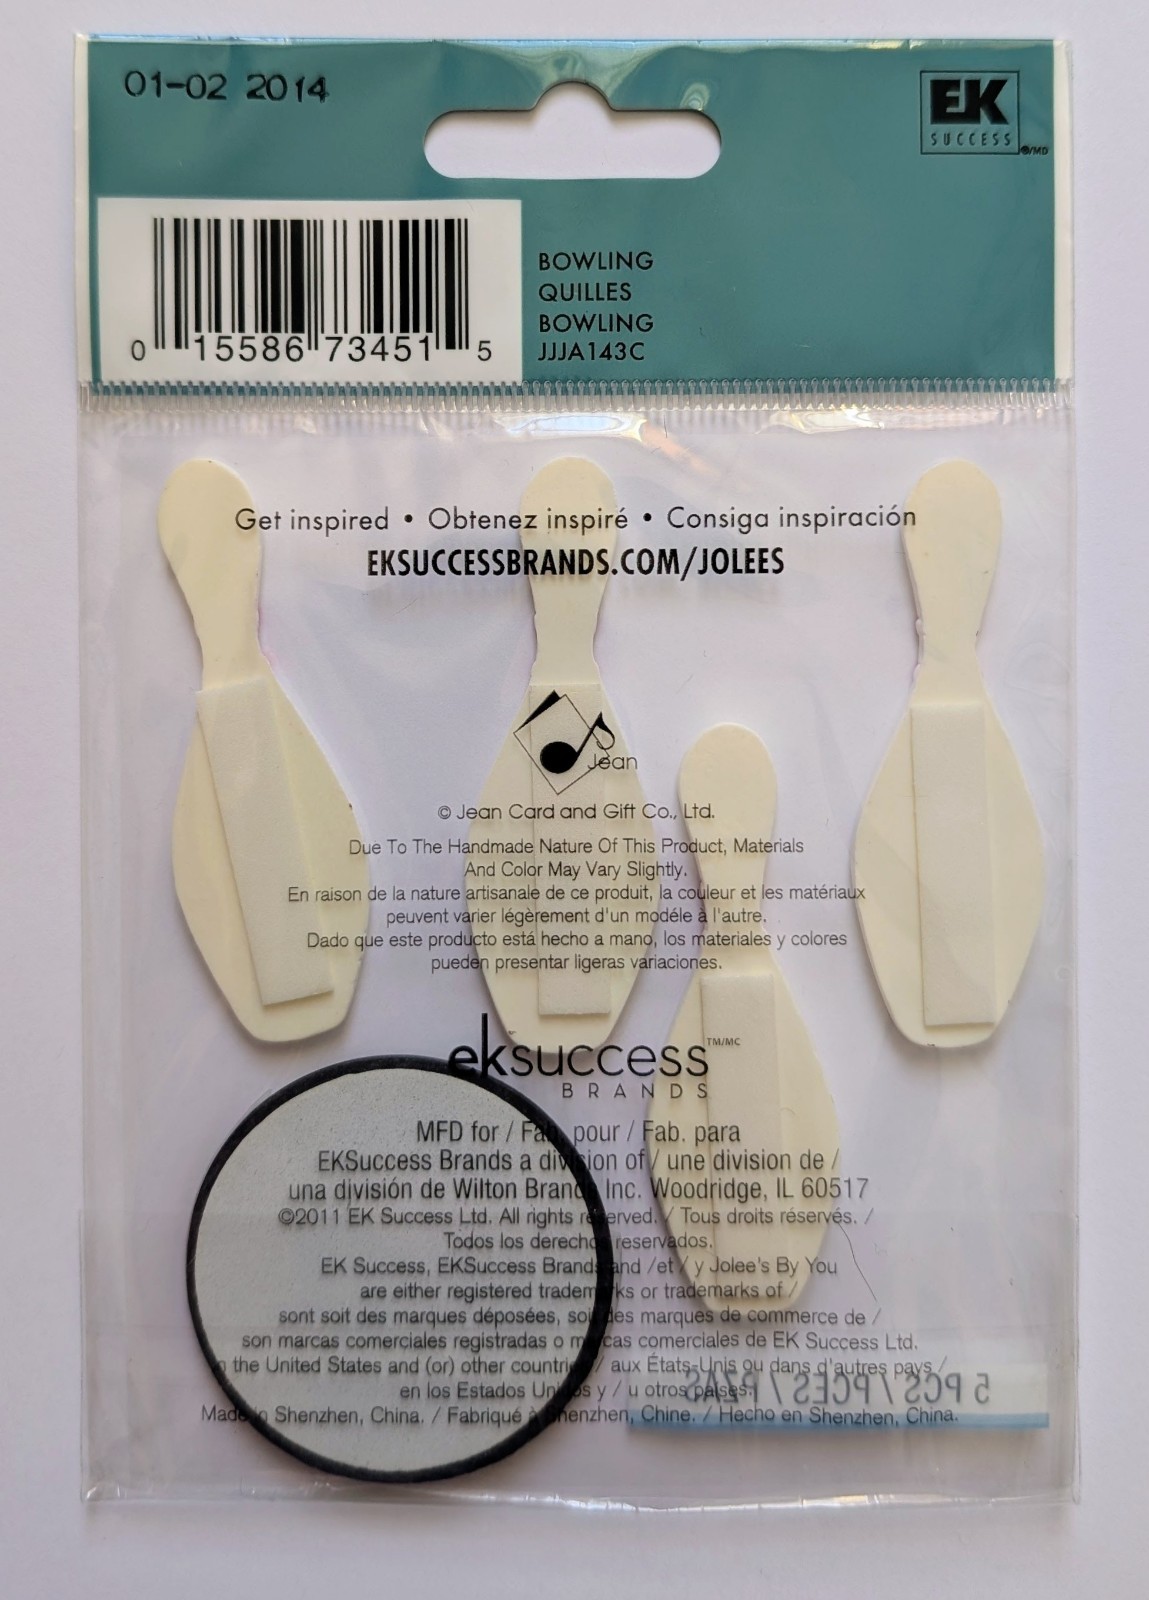 01-02 2014
EK
SUCCESS ®/MD
0 15586 73451 5
BOWLING
QUILLES
BOWLING
JJJA143C
Get inspired • Obtenez inspiré • Consiga inspiración
EKSUCCESSBRANDS.COM/JOLEES
Jean
© Jean Card and Gift Co., Ltd.
Due To The Handmade Nature Of This Product, Materials
And Color May Vary Slightly.
En raison de la nature artisanale de ce produit, la couleur et les matériaux
peuvent varier légèrement d'un modéle à l'autre.
Dado que este producto está hecho a mano, los materiales y colores
pueden presentar ligeras variaciones.
eksuccess TM/MC
BRANDS
MFD for / Fab. pour / Fab. para
EKSuccess Brands a division of / une division de /
una división de Wilton Brands Inc. Woodridge, IL 60517
©2011 EK Success Ltd. All rights reserved. / Tous droits réservés. /
Todos los derechos reservados.
EK Success, EKSuccess Brands and /et / y Jolee's By You
are either registered trademarks or trademarks of /
sont soit des marques déposées, soit des marques de commerce de /
son marcas comerciales registradas o marcas comerciales de EK Success Ltd.
in the United States and (or) other countries / aux États-Unis ou dans d'autres pays /
en los Estados Unidos y / u otros países.
5 PCS / PCES / PZAS
Made in Shenzhen, China. / Fabriqué à Shenzhen, Chine. / Hecho en Shenzhen, China.